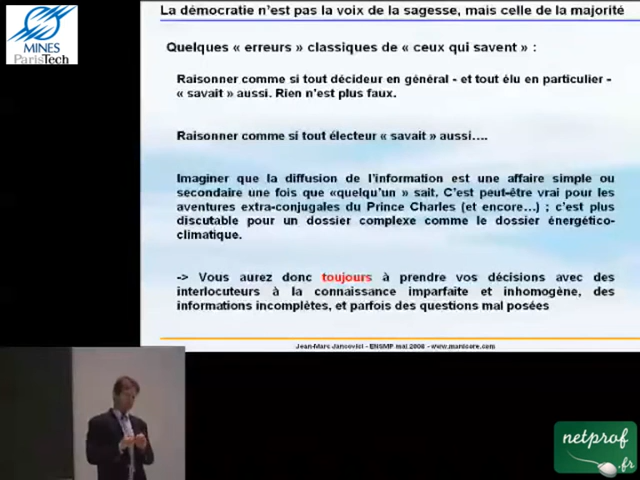 MINES
ParisTech
La démocratie n'est pas la voix de la sagesse, mais celle de la majorité
Quelques « erreurs » classiques de « ceux qui savent » :
Raisonner comme si tout décideur en général - et tout élu en particulier -
« savait » aussi. Rien n'est plus faux.
Raisonner comme si tout électeur « savait » aussi….
Imaginer que la diffusion de l'information est une affaire simple ou
secondaire une fois que «quelqu'un » sait. C'est peut-être vrai pour les
aventures extra-conjugales du Prince Charles (et encore…) ; c'est plus
discutable pour un dossier complexe comme le dossier énergético-
climatique.
-> Vous aurez donc toujours à prendre vos décisions avec des
interlocuteurs à la connaissance imparfaite et inhomogène, des
informations incomplètes, et parfois des questions mal posées
Jean-Marc Jancovici - ENSMP mai 2008 - www.manicore.com
netprof
.fr